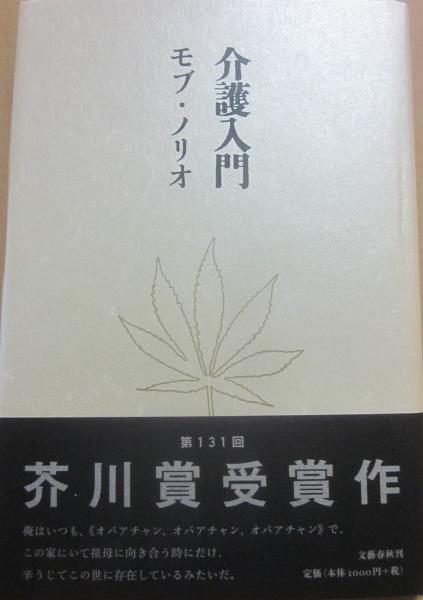 介護入門
モブ・ノリオ
第131回
芥川賞受賞作
俺はいつも、《オバアチャン、オバアチャン、オバアチャン》で、
この家にいて祖母に向き合う時にだけ、
辛うじてこの世に存在しているみたいだ。
文藝春秋刊
定価(本体1000円+税)